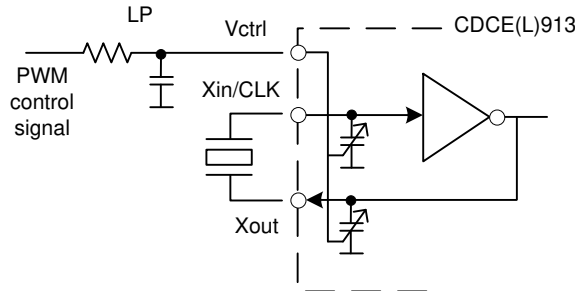 LP
Vctrl
CDCE(L)913
PWM
control
signal
Xin/CLK
Xout